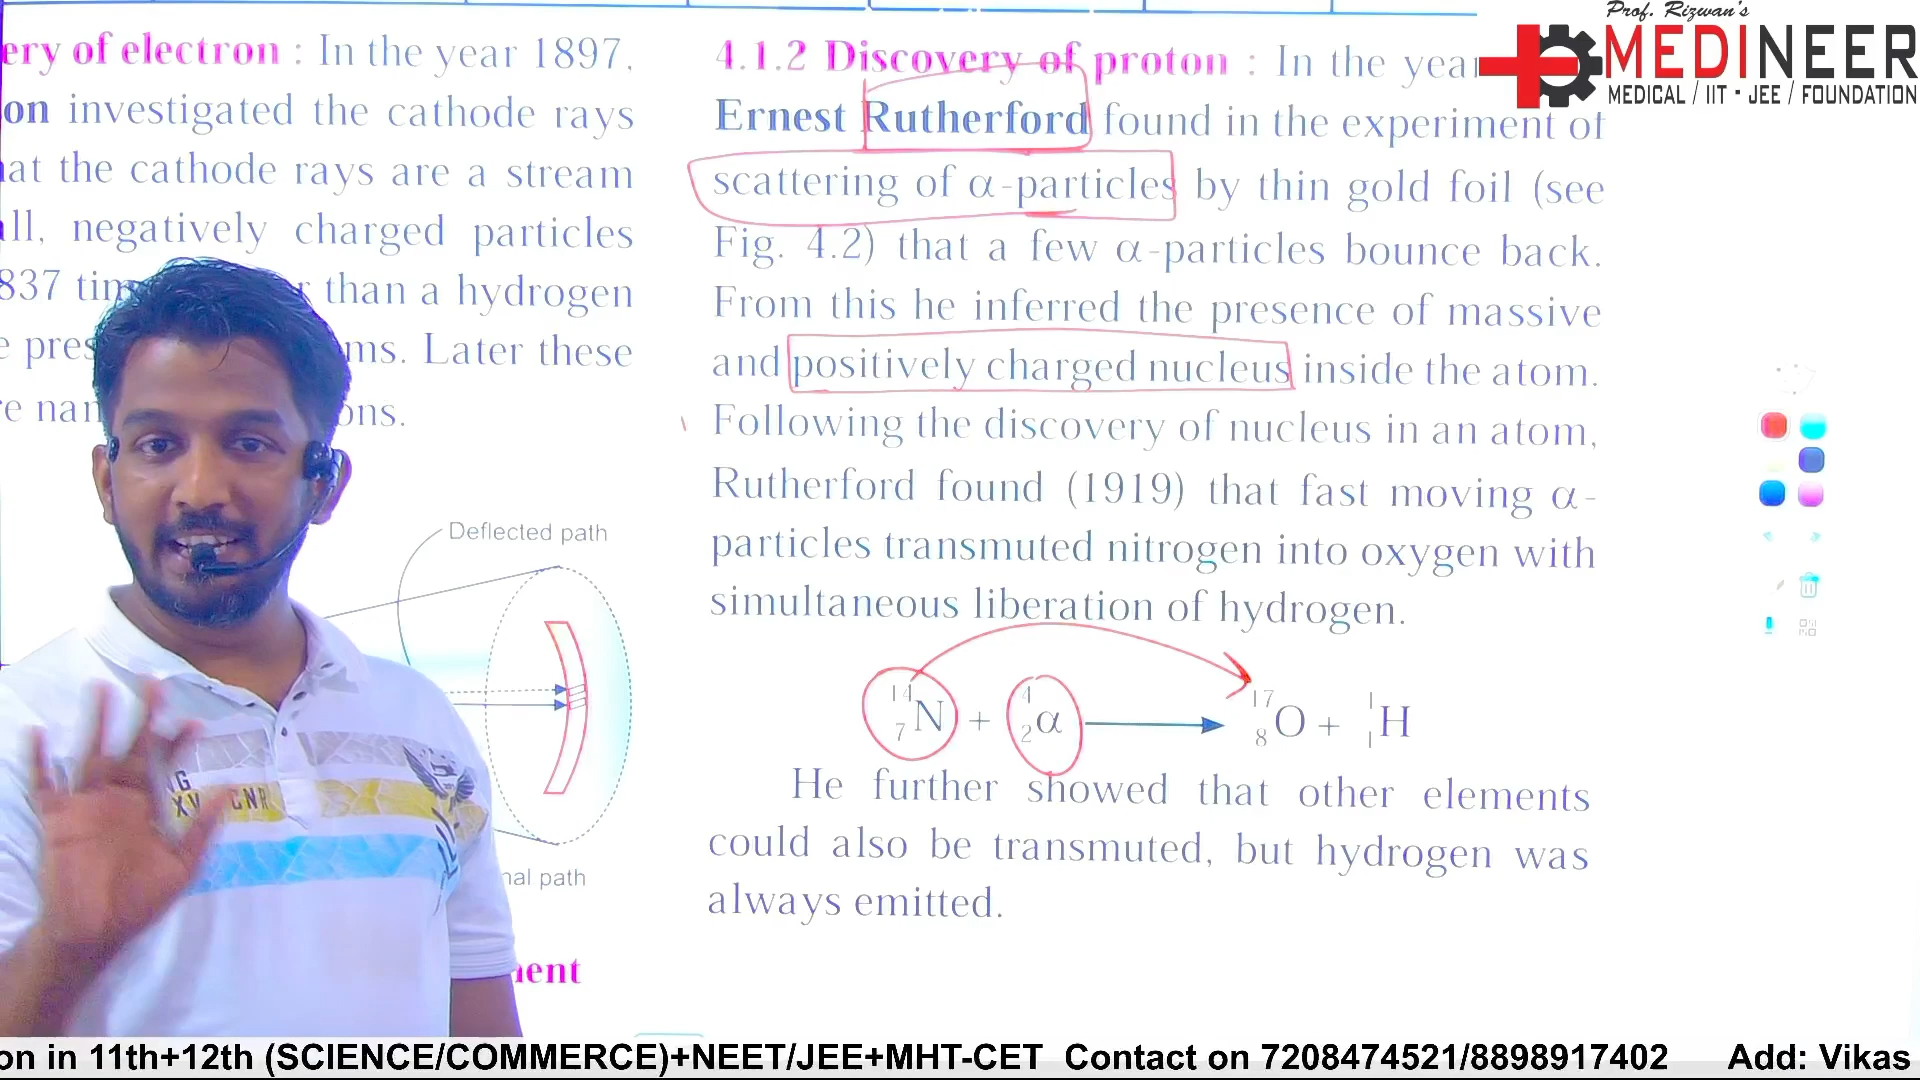 Prof. Rizwan's
MEDINEER
MEDICAL / IIT - JEE / FOUNDATION
ery of electron : In the year 1897,
on investigated the cathode rays
at the cathode rays are a stream
all, negatively charged particles
837 than a hydrogen
ms. Later these
ons.
Deflected path
nal path
ent
4.1.2 Discovery of proton : In the year
Ernest Rutherford found in the experiment of
scattering of α-particles by thin gold foil (see
Fig. 4.2) that a few α-particles bounce back.
From this he inferred the presence of massive
and positively charged nucleus inside the atom.
Following the discovery of nucleus in an atom,
Rutherford found (1919) that fast moving α-
particles transmuted nitrogen into oxygen with
simultaneous liberation of hydrogen.
¹⁴₇N + ⁴₂α ⟶ ¹⁷₈O + ¹₁H
He further showed that other elements
could also be transmuted, but hydrogen was
always emitted.
on in 11th+12th (SCIENCE/COMMERCE)+NEET/JEE+MHT-CET Contact on 7208474521/8898917402 Add: Vikas